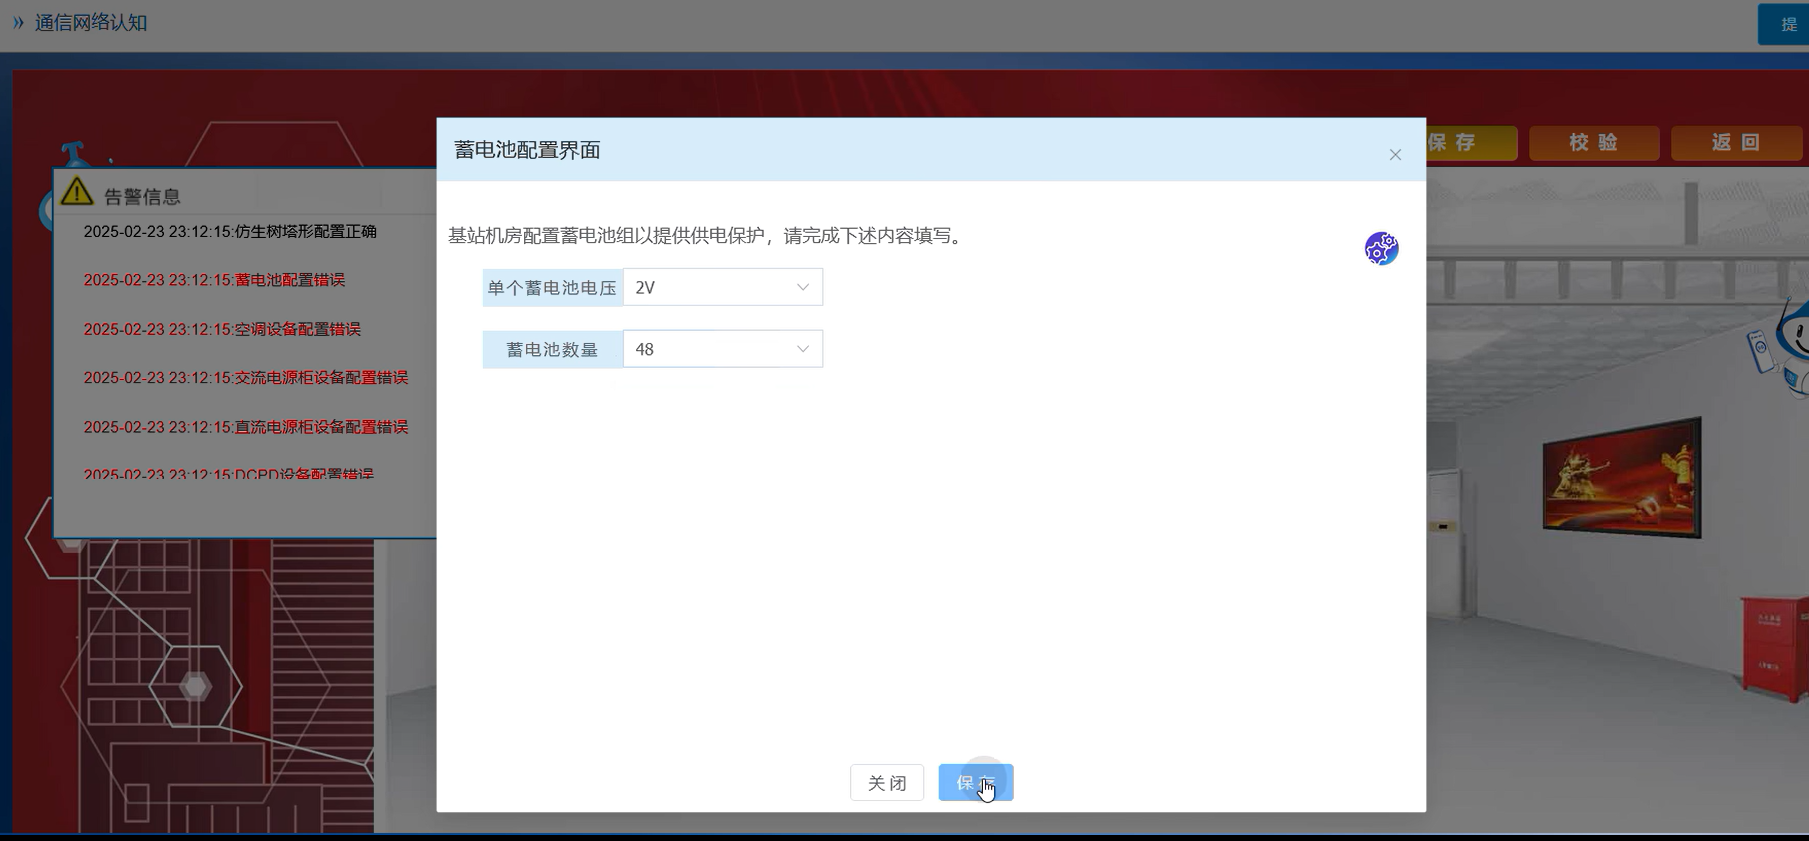 通信网络认知
提
保存
校验
返回
蓄电池配置界面
告警信息
2025-02-23 23:12:15:仿生树塔形配置正确
2025-02-23 23:12:15:蓄电池配置错误
2025-02-23 23:12:15:空调设备配置错误
2025-02-23 23:12:15:交流电源柜设备配置错误
2025-02-23 23:12:15:直流电源柜设备配置错误
2025-02-23 23:12:15:DCPD设备配置错误
基站机房配置蓄电池组以提供供电保护，请完成下述内容填写。
单个蓄电池电压
2V
蓄电池数量
48
关闭
保存